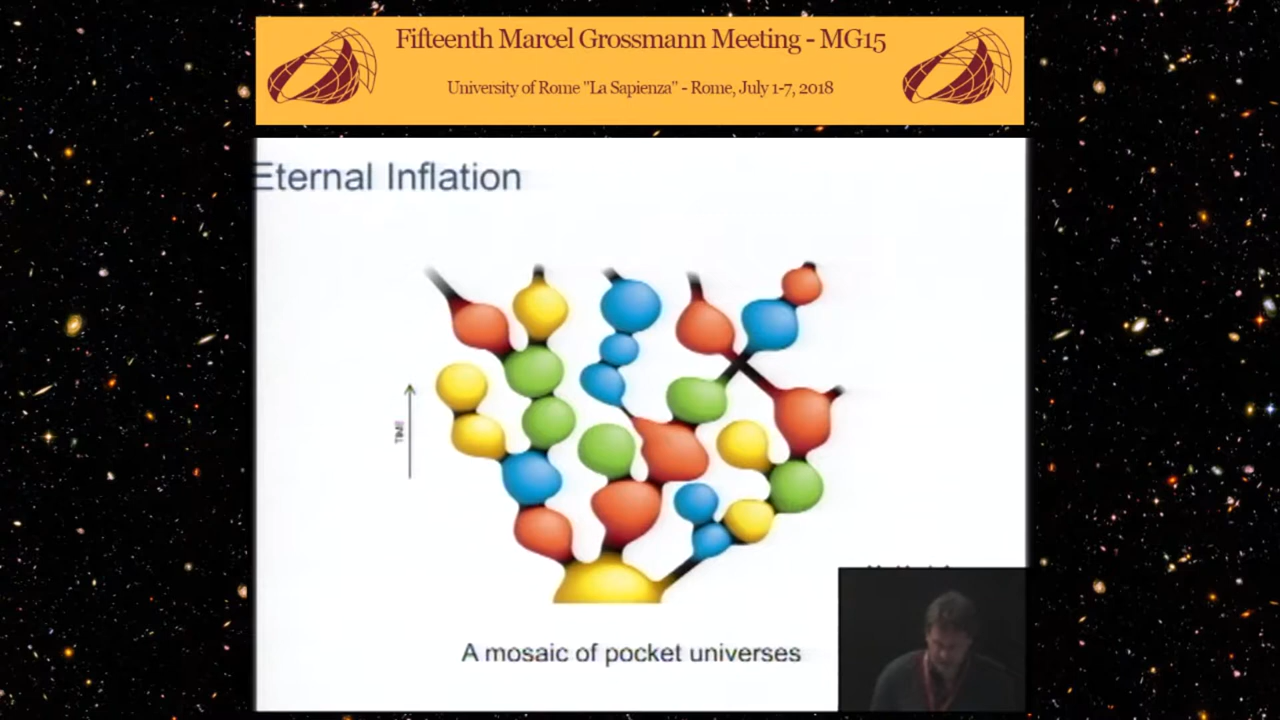 Fifteenth Marcel Grossmann Meeting - MG15
University of Rome "La Sapienza" - Rome, July 1-7, 2018
Eternal Inflation
TIME
A mosaic of pocket universes